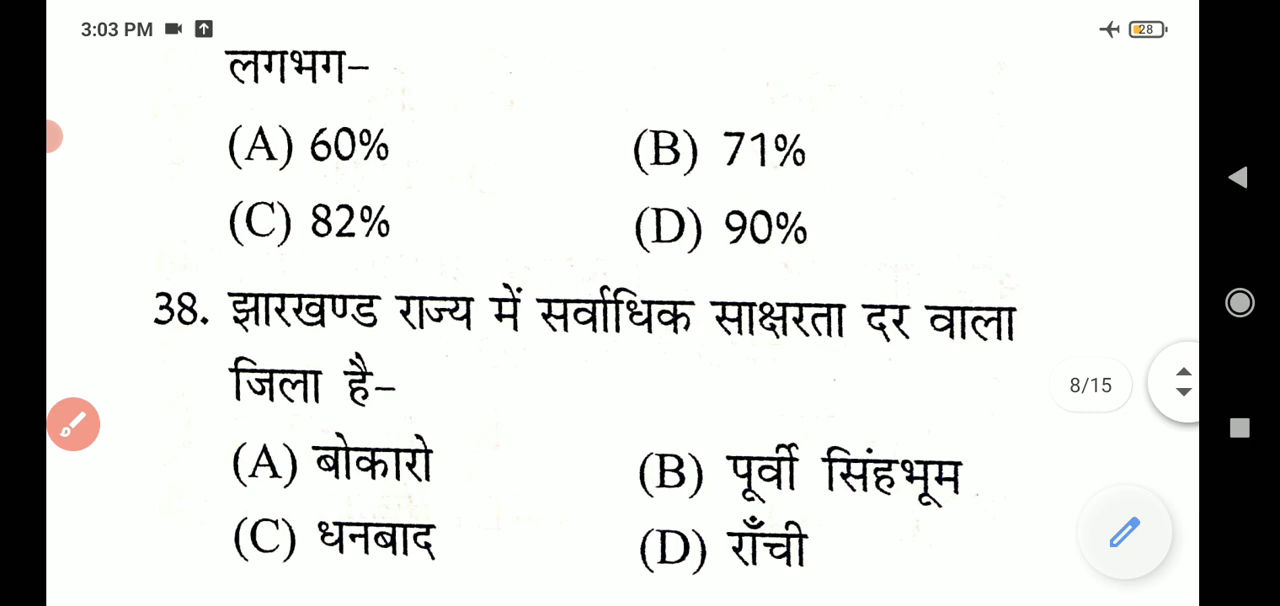 3:03 PM
28
लगभग–
(A) 60% (B) 71%
(C) 82% (D) 90%
38. झारखण्ड राज्य में सर्वाधिक साक्षरता दर वाला
जिला है–
8/15
(A) बोकारो (B) पूर्वी सिंहभूम
(C) धनबाद (D) राँची